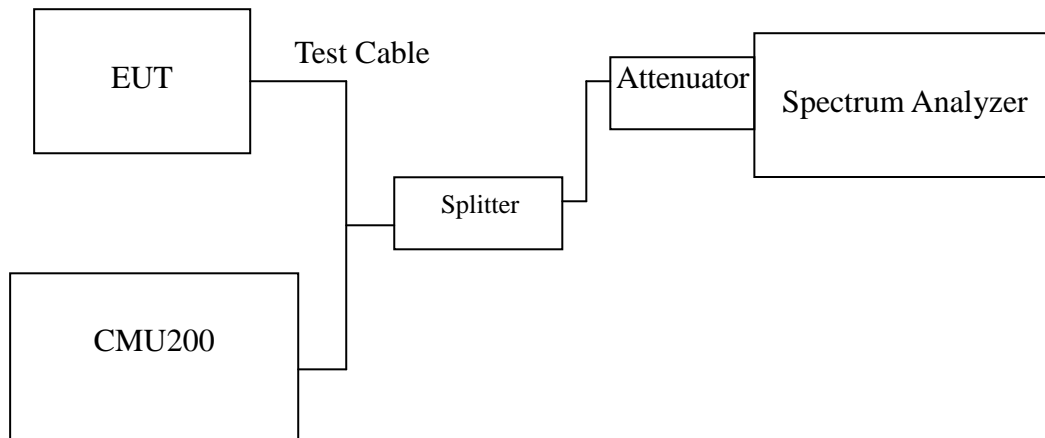 EUT
Test Cable
Attenuator
Spectrum Analyzer
Splitter
CMU200